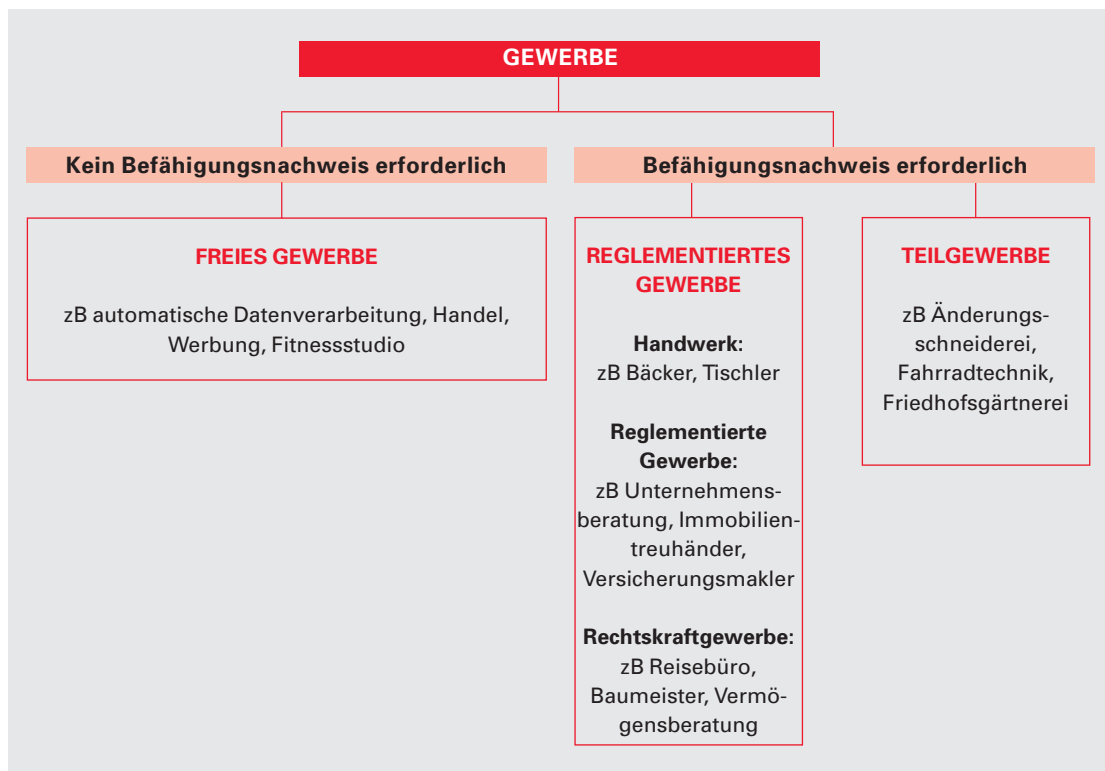 GEWERBE
Kein Befähigungsnachweis erforderlich
Befähigungsnachweis erforderlich
FREIES GEWERBE
zB automatische Datenverarbeitung, Handel,
Werbung, Fitnessstudio
REGLEMENTIERTES
GEWERBE
Handwerk:
zB Bäcker, Tischler
Reglementierte
Gewerbe:
zB Unternehmens-
beratung, Immobilien-
treuhänder,
Versicherungsmakler
Rechtskraftgewerbe:
zB Reisebüro,
Baumeister, Vermö-
gensberatung
TEILGEWERBE
zB Änderungs-
schneiderei,
Fahrradtechnik,
Friedhofsgärtnerei